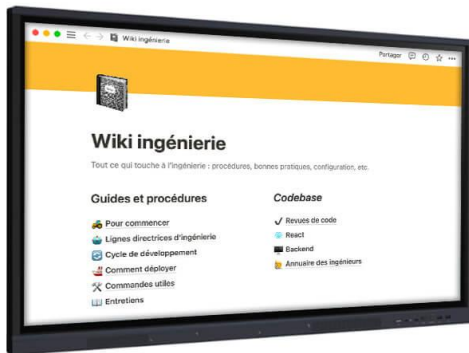 Wiki ingénierie
Partager
Wiki ingénierie
Tout ce qui touche à l'ingénierie : procédures, bonnes pratiques, configuration, etc.
Guides et procédures
Pour commencer
Lignes directrices d'ingénierie
Cycle de développement
Comment déployer
Commandes utiles
Entretiens
Codebase
Revues de code
React
Backend
Annuaire des ingénieurs